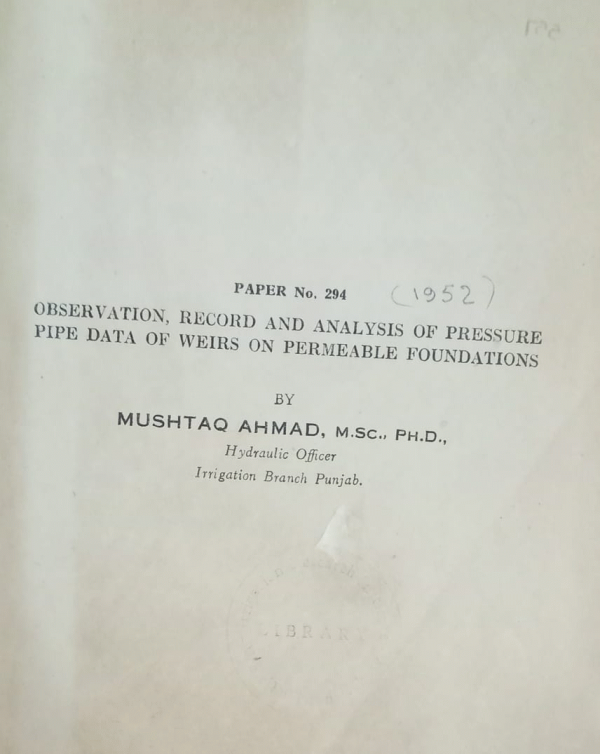 PAPER No. 294 (1952)
OBSERVATION, RECORD AND ANALYSIS OF PRESSURE
PIPE DATA OF WEIRS ON PERMEABLE FOUNDATIONS
BY
MUSHTAQ AHMAD, M.SC., PH.D.,
Hydraulic Officer
Irrigation Branch Punjab.
LIBRARY